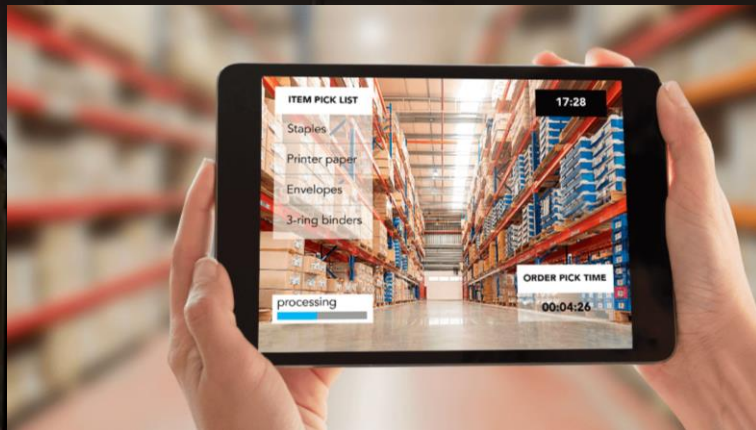 ITEM PICK LIST
17:28
Staples
Printer paper
Envelopes
3-ring binders
ORDER PICK TIME
processing
00:04:26